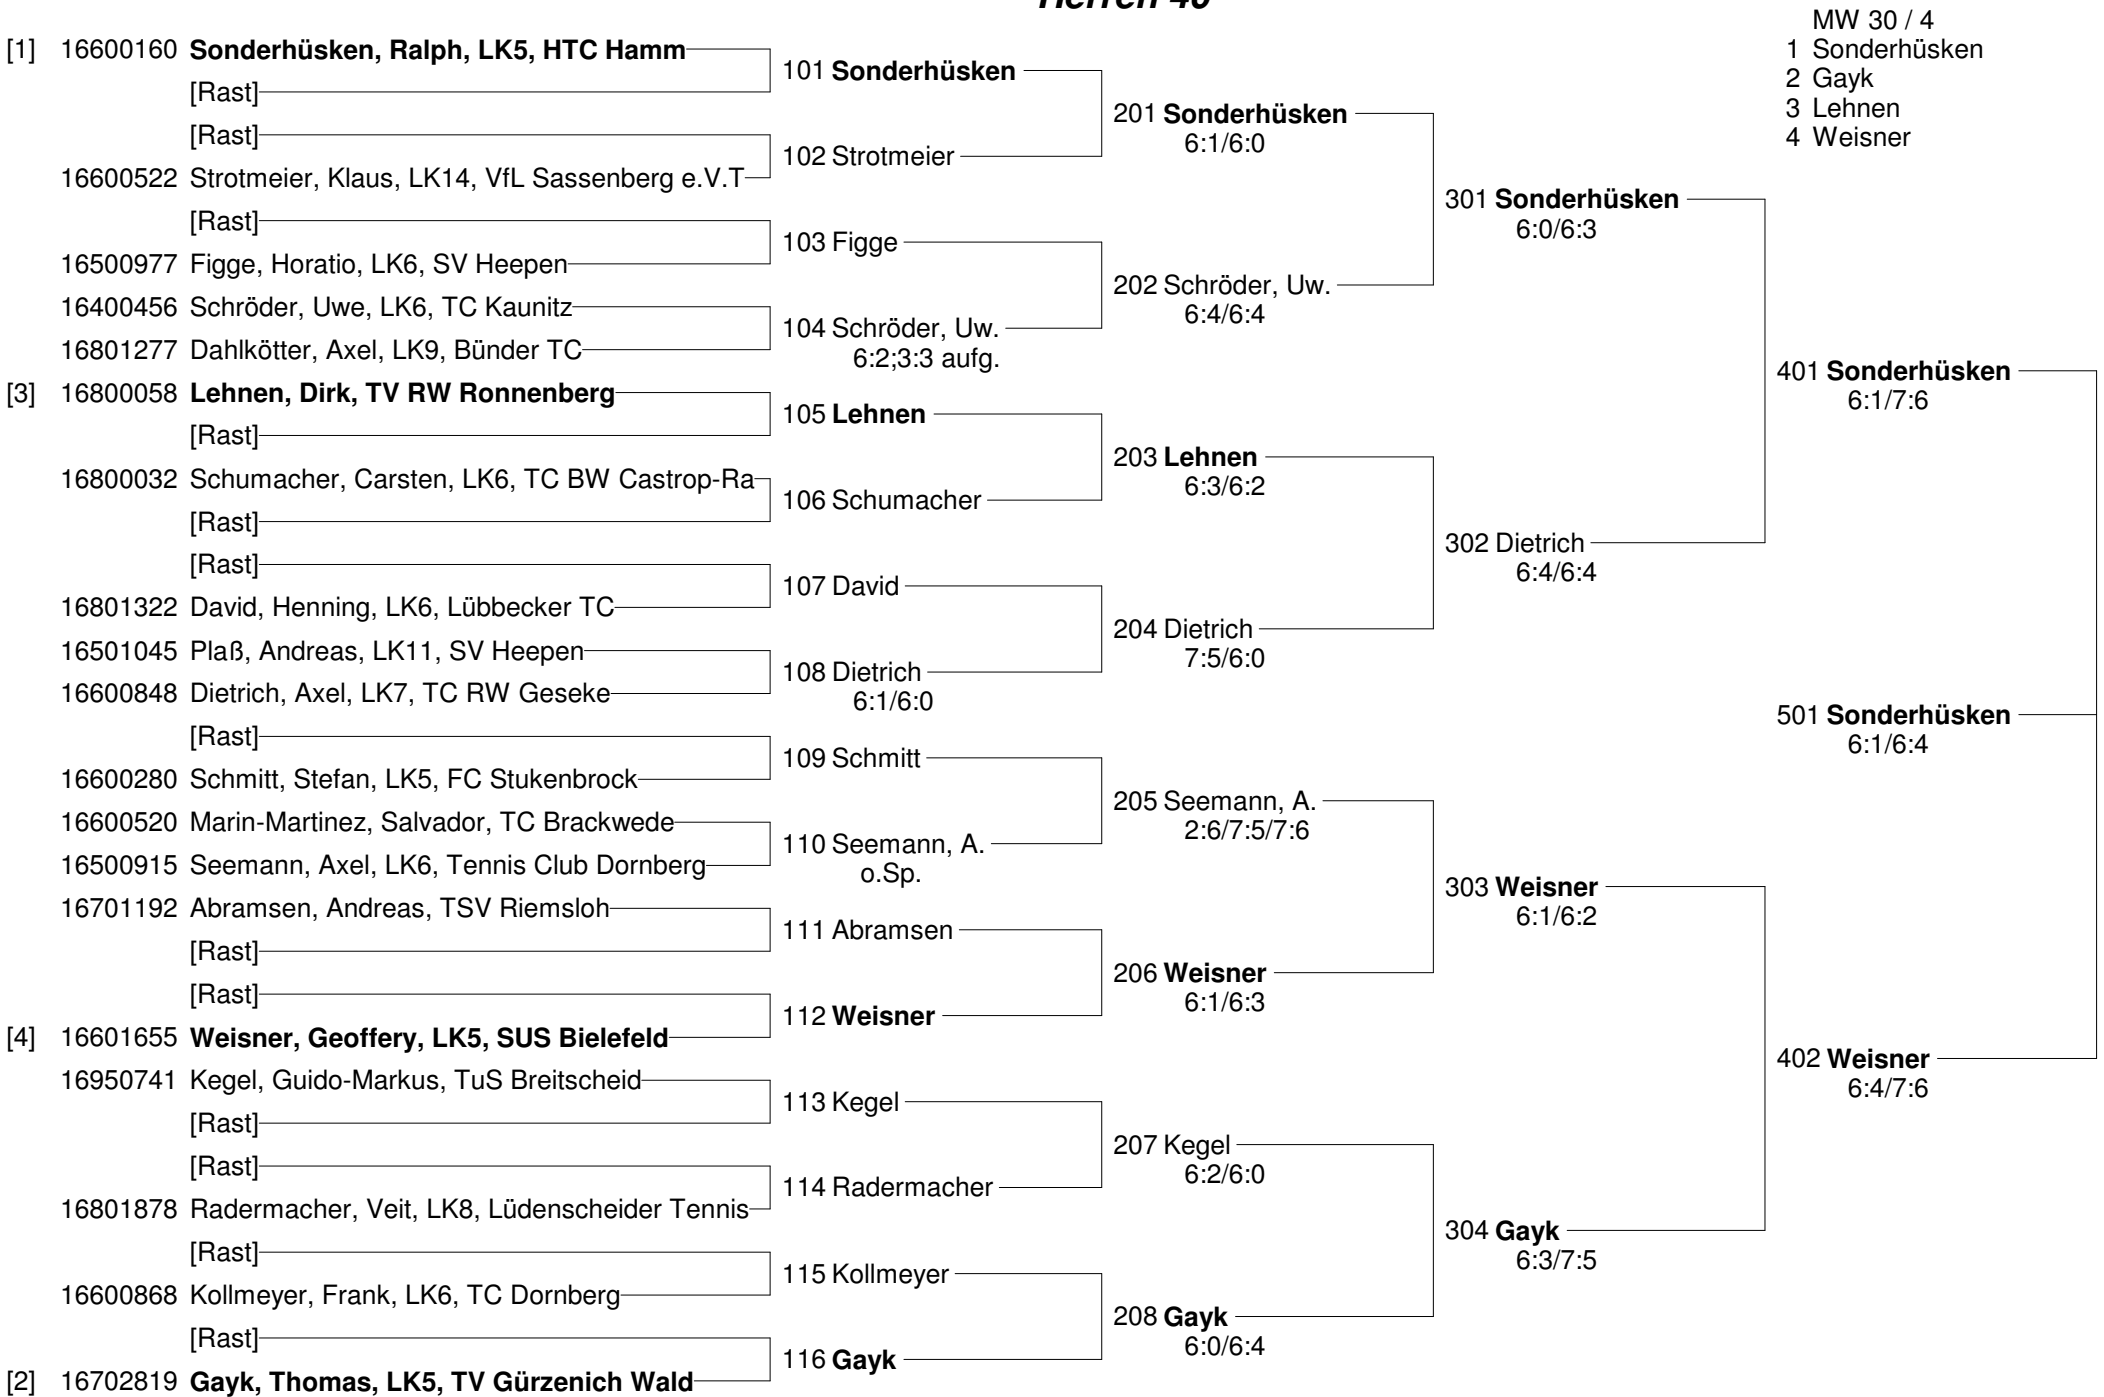 Herren 40
MW 30 / 4
1 Sonderhüsken
2 Gayk
3 Lehnen
4 Weisner
[1] 16600160 Sonderhüsken, Ralph, LK5, HTC Hamm
[Rast]
[Rast]
16600522 Strotmeier, Klaus, LK14, VfL Sassenberg e.V.T
[Rast]
16500977 Figge, Horatio, LK6, SV Heepen
16400456 Schröder, Uwe, LK6, TC Kaunitz
16801277 Dahlkötter, Axel, LK9, Bünder TC
[3] 16800058 Lehnen, Dirk, TV RW Ronnenberg
[Rast]
16800032 Schumacher, Carsten, LK6, TC BW Castrop-Ra
[Rast]
[Rast]
16801322 David, Henning, LK6, Lübbecker TC
16501045 Plaß, Andreas, LK11, SV Heepen
16600848 Dietrich, Axel, LK7, TC RW Geseke
[Rast]
16600280 Schmitt, Stefan, LK5, FC Stukenbrock
16600520 Marin-Martinez, Salvador, TC Brackwede
16500915 Seemann, Axel, LK6, Tennis Club Dornberg
16701192 Abramsen, Andreas, TSV Riemsloh
[Rast]
[Rast]
[4] 16601655 Weisner, Geoffery, LK5, SUS Bielefeld
16950741 Kegel, Guido-Markus, TuS Breitscheid
[Rast]
[Rast]
16801878 Radermacher, Veit, LK8, Lüdenscheider Tennis
[Rast]
16600868 Kollmeyer, Frank, LK6, TC Dornberg
[Rast]
[2] 16702819 Gayk, Thomas, LK5, TV Gürzenich Wald
101 Sonderhüsken
102 Strotmeier
103 Figge
104 Schröder, Uw.
6:2;3:3 aufg.
105 Lehnen
106 Schumacher
107 David
108 Dietrich
6:1/6:0
109 Schmitt
110 Seemann, A.
o.Sp.
111 Abramsen
112 Weisner
113 Kegel
114 Radermacher
115 Kollmeyer
116 Gayk
201 Sonderhüsken
6:1/6:0
202 Schröder, Uw.
6:4/6:4
203 Lehnen
6:3/6:2
204 Dietrich
7:5/6:0
205 Seemann, A.
2:6/7:5/7:6
206 Weisner
6:1/6:3
207 Kegel
6:2/6:0
208 Gayk
6:0/6:4
301 Sonderhüsken
6:0/6:3
302 Dietrich
6:4/6:4
303 Weisner
6:1/6:2
304 Gayk
6:3/7:5
401 Sonderhüsken
6:1/7:6
402 Weisner
6:4/7:6
501 Sonderhüsken
6:1/6:4